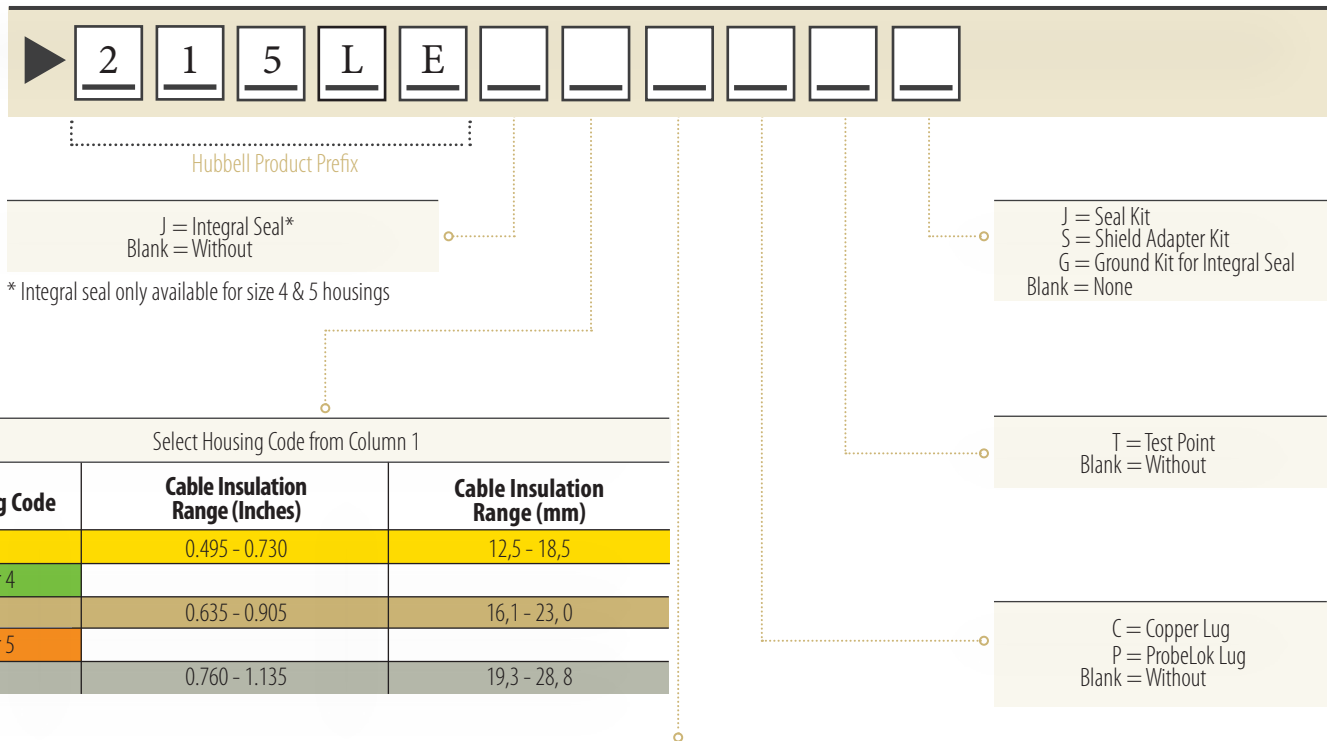 2 1 5 L E
Hubbell Product Prefix
J = Integral Seal*
Blank = Without
* Integral seal only available for size 4 & 5 housings
J = Seal Kit
S = Shield Adapter Kit
G = Ground Kit for Integral Seal
Blank = None
Select Housing Code from Column 1
Code Cable Insulation Range (Inches) Cable Insulation Range (mm)
0.495 - 0.730 12,5 - 18,5
4
0.635 - 0.905 16,1 - 23, 0
5
0.760 - 1.135 19,3 - 28, 8
T = Test Point
Blank = Without
C = Copper Lug
P = ProbeLok Lug
Blank = Without